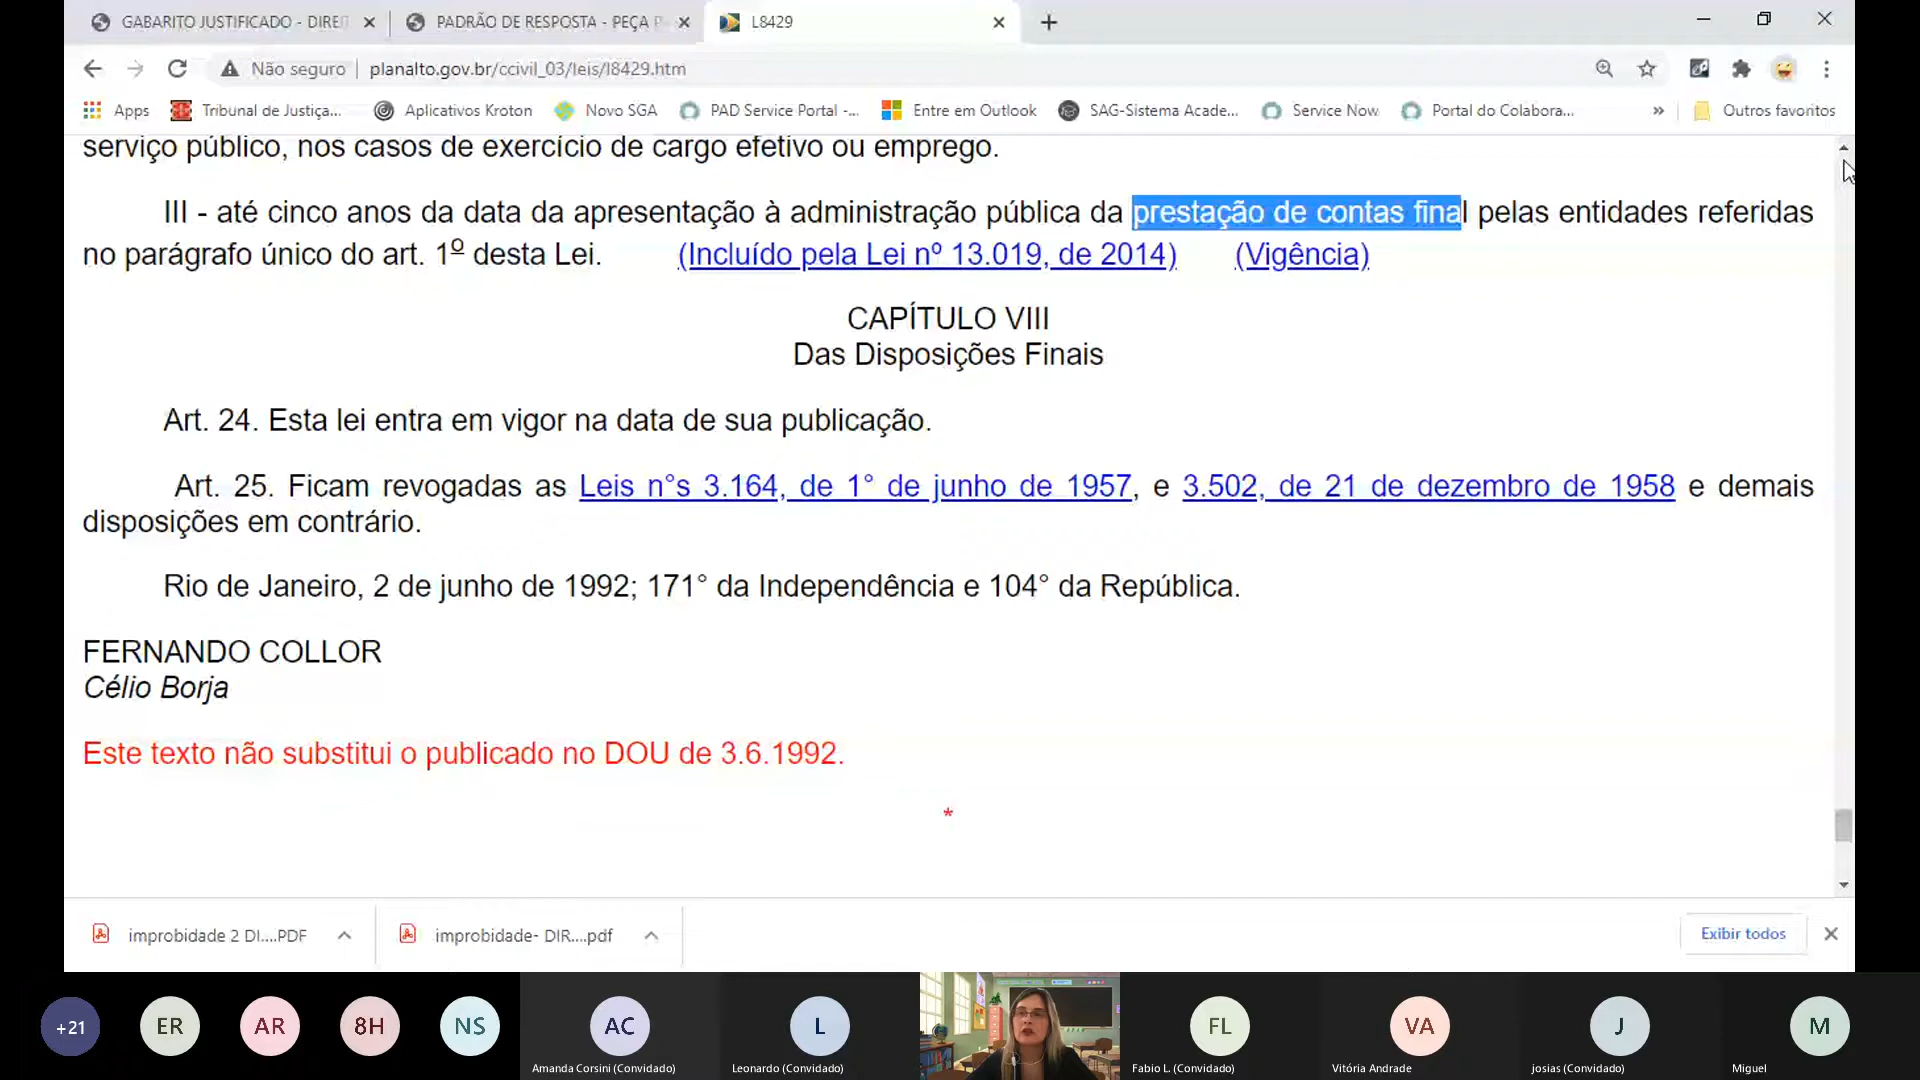 GABARITO JUSTIFICADO - DIREI
PADRÃO DE RESPOSTA - PEÇA P
L8429
Não seguro
planalto.gov.br/ccivil_03/leis/l8429.htm
Apps
Tribunal de Justiça...
Aplicativos Kroton
Novo SGA
PAD Service Portal -...
Entre em Outlook
SAG-Sistema Acade...
Service Now
Portal do Colabora...
»
Outros favoritos
serviço público, nos casos de exercício de cargo efetivo ou emprego.
III - até cinco anos da data da apresentação à administração pública da prestação de contas final pelas entidades referidas
no parágrafo único do art. 1º desta Lei. (Incluído pela Lei nº 13.019, de 2014) (Vigência)
CAPÍTULO VIII
Das Disposições Finais
Art. 24. Esta lei entra em vigor na data de sua publicação.
Art. 25. Ficam revogadas as Leis n°s 3.164, de 1° de junho de 1957, e 3.502, de 21 de dezembro de 1958 e demais
disposições em contrário.
Rio de Janeiro, 2 de junho de 1992; 171° da Independência e 104° da República.
FERNANDO COLLOR
Célio Borja
Este texto não substitui o publicado no DOU de 3.6.1992.
*
improbidade 2 DI....PDF
improbidade- DIR....pdf
Exibir todos
+21
ER
AR
8H
NS
AC
L
FL
VA
J
M
Amanda Corsini (Convidado)
Leonardo (Convidado)
Fabio L. (Convidado)
Vitória Andrade
josias (Convidado)
Miguel